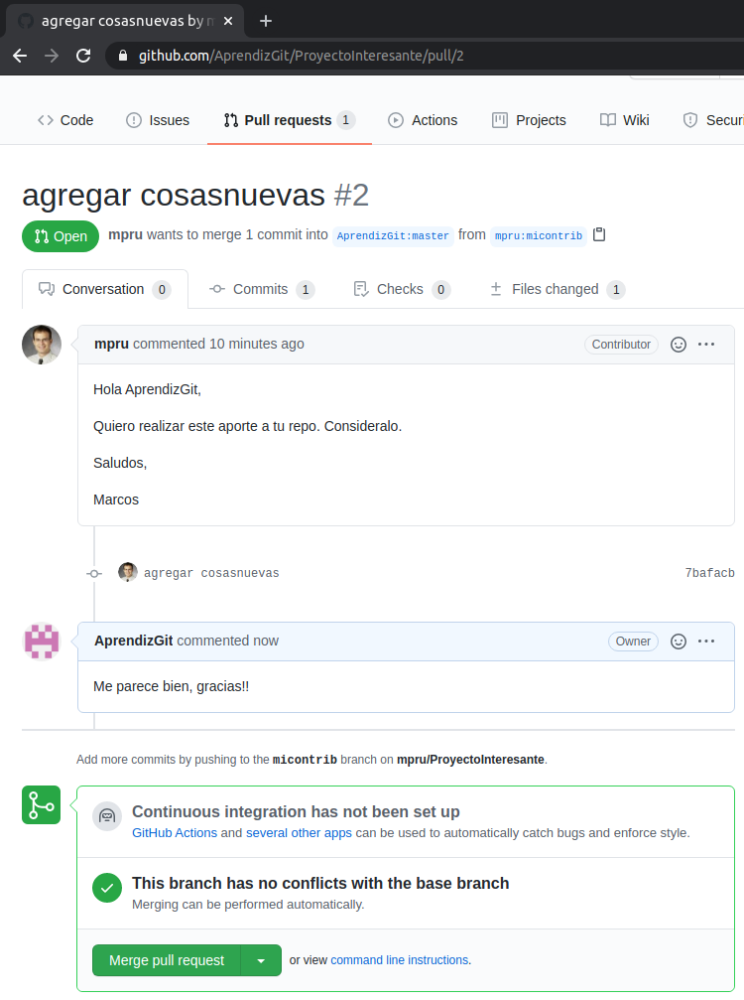 agregar cosasnuevas by m
github.com/AprendizGit/ProyectoInteresante/pull/2
Code Issues Pull requests 1 Actions Projects Wiki Secur
agregar cosasnuevas #2
Open mpru wants to merge 1 commit into AprendizGit:master from mpru:micontrib
Conversation 0 Commits 1 Checks 0 Files changed 1
mpru commented 10 minutes ago Contributor
Hola AprendizGit,
Quiero realizar este aporte a tu repo. Consideralo.
Saludos,
Marcos
agregar cosasnuevas 7bafacb
AprendizGit commented now Owner
Me parece bien, gracias!!
Add more commits by pushing to the micontrib branch on mpru/ProyectoInteresante.
Continuous integration has not been set up
GitHub Actions and several other apps can be used to automatically catch bugs and enforce style.
This branch has no conflicts with the base branch
Merging can be performed automatically.
Merge pull request or view command line instructions.